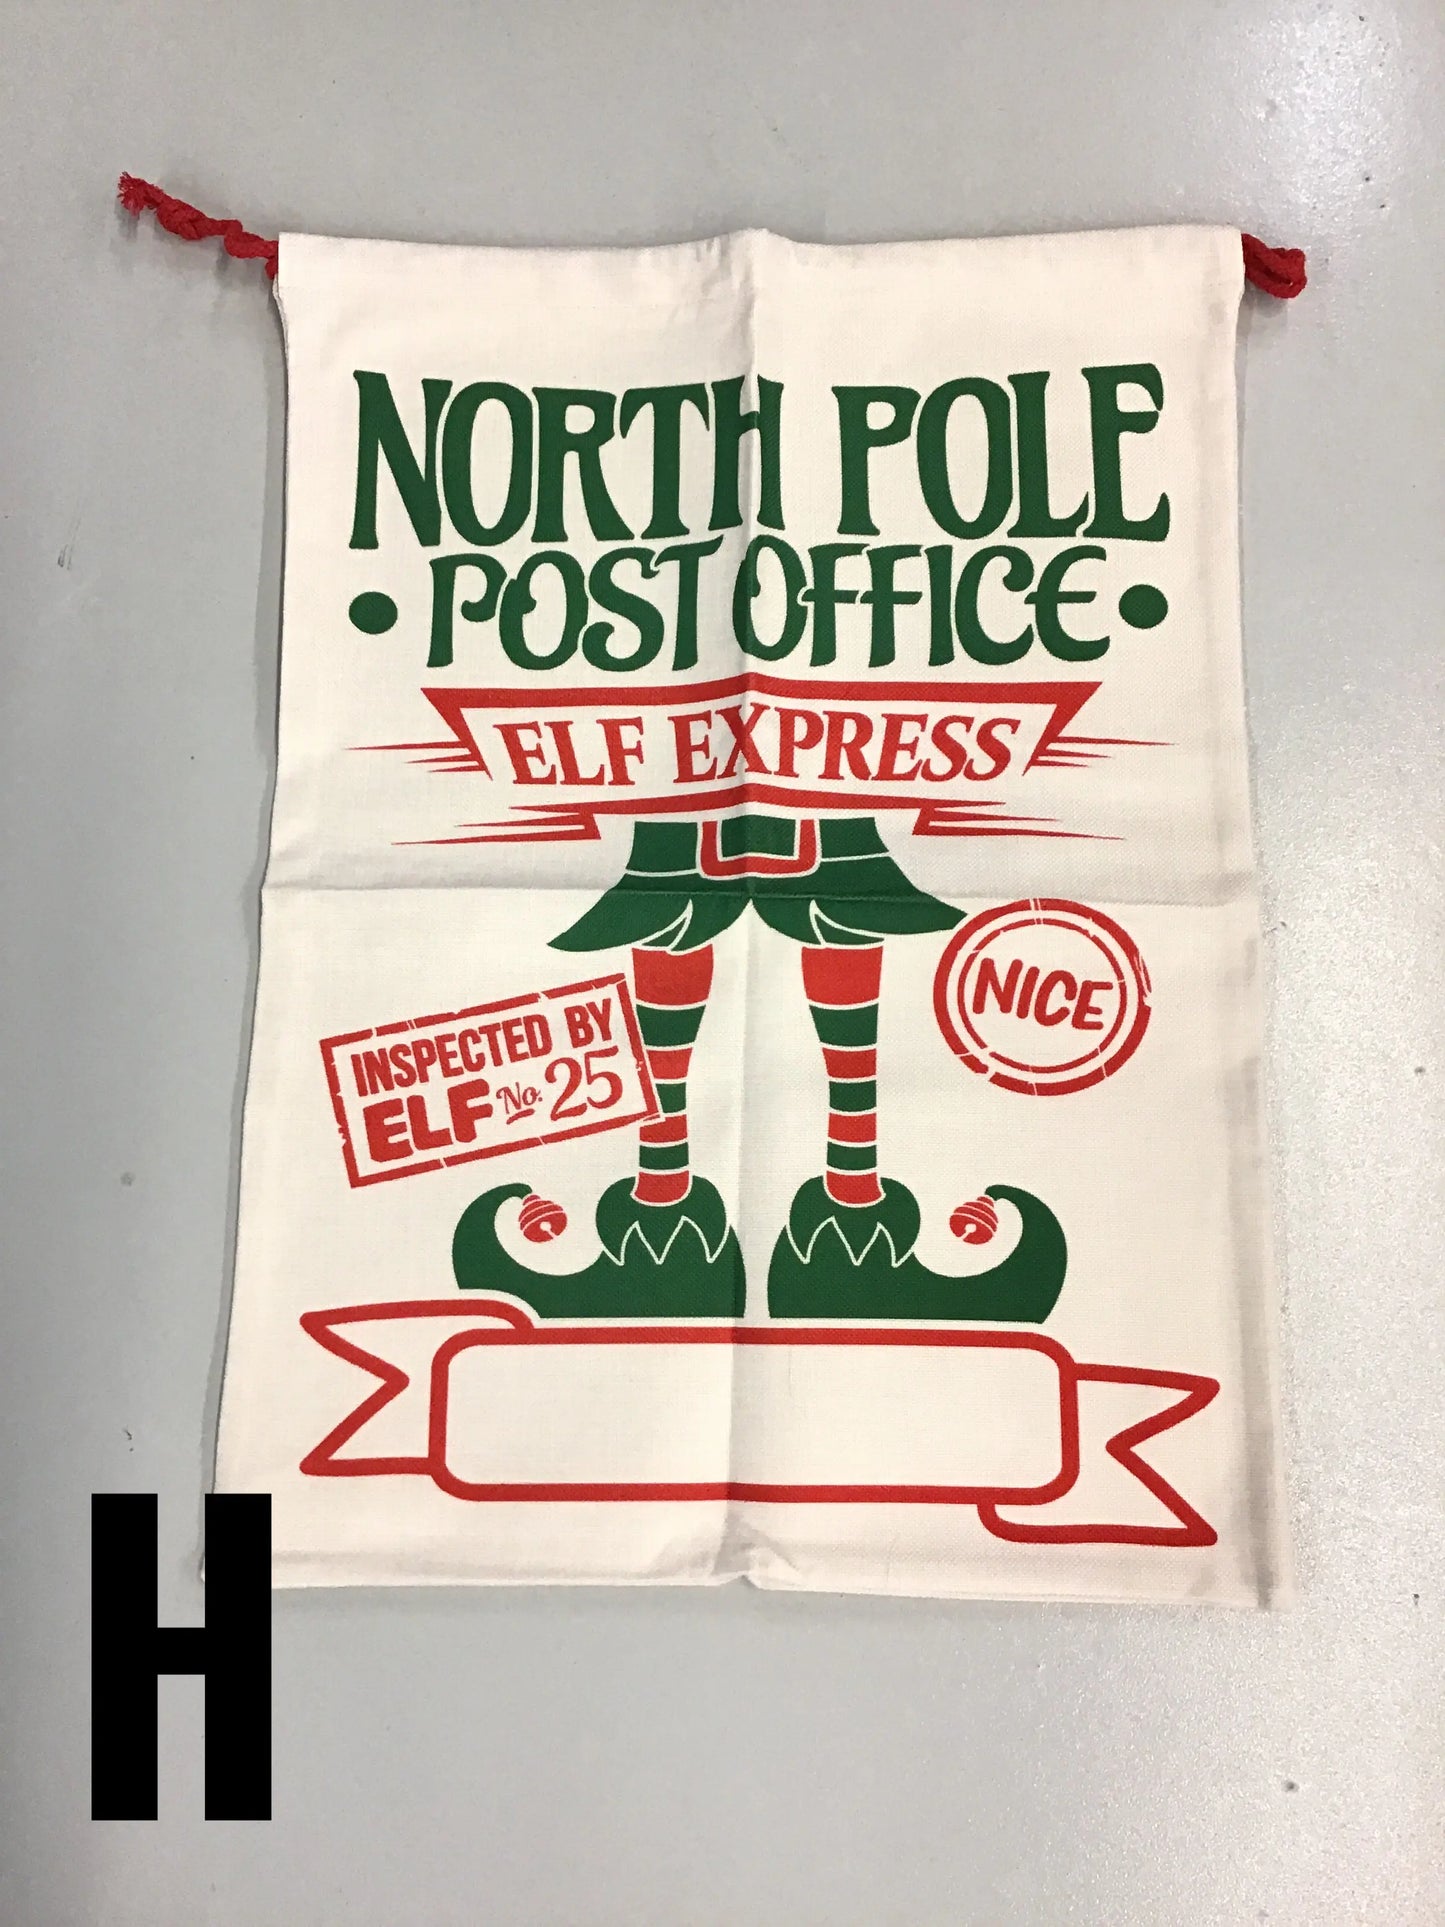 NORTH POLE
• POST OFFICE •
ELF EXPRESS
NICE
INSPECTED BY
ELF No. 25
H